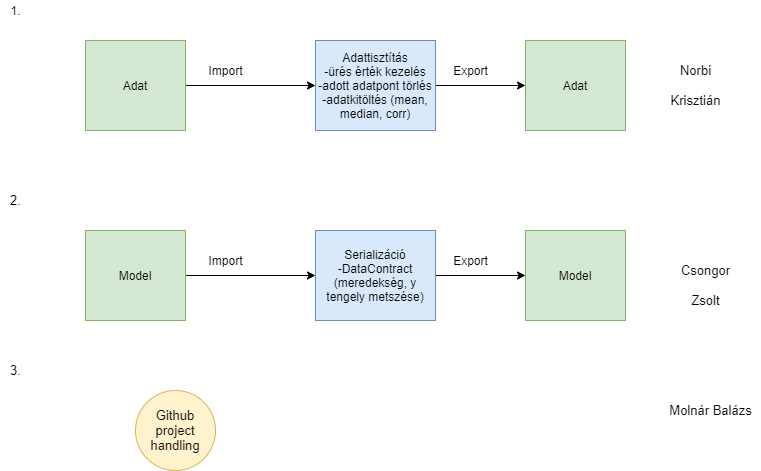 1.
Adat
Import
Adattisztítás
-ürés érték kezelés
-adott adatpont törlés
-adatkitöltés (mean,
median, corr)
Export
Adat
Norbi
Krisztián
2.
Model
Import
Serializáció
-DataContract
(meredekség, y
tengely metszése)
Export
Model
Csongor
Zsolt
3.
Github
project
handling
Molnár Balázs